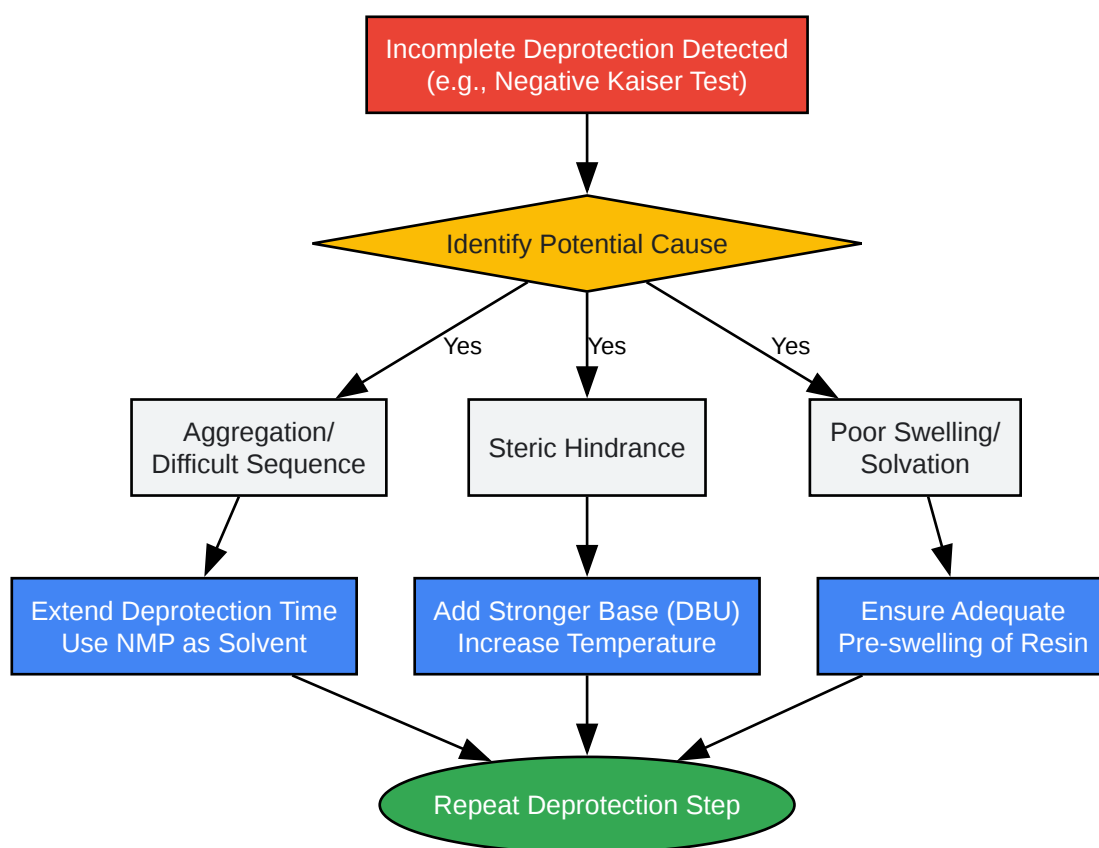 Incomplete Deprotection Detected
(e.g., Negative Kaiser Test)
Identify Potential Cause
Yes
Yes
Yes
Aggregation/
Difficult Sequence
Steric Hindrance
Poor Swelling/
Solvation
Extend Deprotection Time
Use NMP as Solvent
Add Stronger Base (DBU)
Increase Temperature
Ensure Adequate
Pre-swelling of Resin
Repeat Deprotection Step